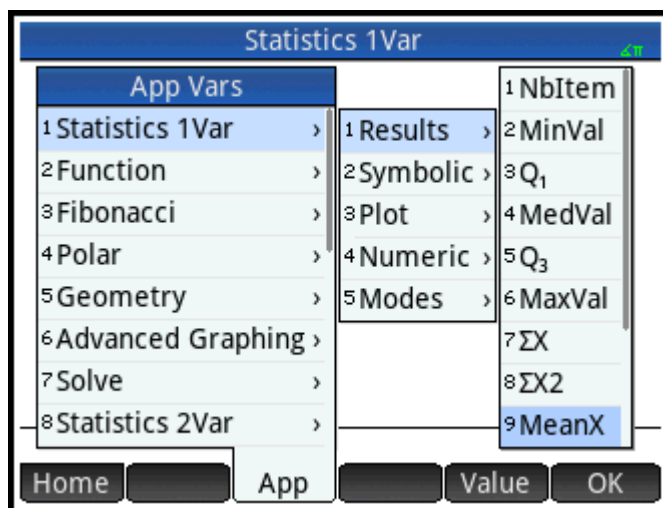 Statistics 1Var
∡π
App Vars
1 Statistics 1Var ›
2 Function ›
3 Fibonacci ›
4 Polar ›
5 Geometry ›
6 Advanced Graphing ›
7 Solve ›
8 Statistics 2Var ›
1 Results ›
2 Symbolic ›
3 Plot ›
4 Numeric ›
5 Modes ›
1 NbItem
2 MinVal
3 Q₁
4 MedVal
5 Q₃
6 MaxVal
7 ΣX
8 ΣX2
9 MeanX
Home App Value OK